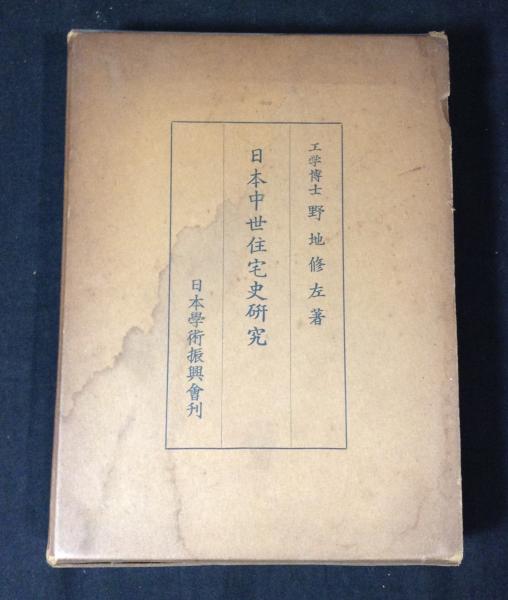 工学博士 野地修左著
日本中世住宅史研究
日本學術振興會刊